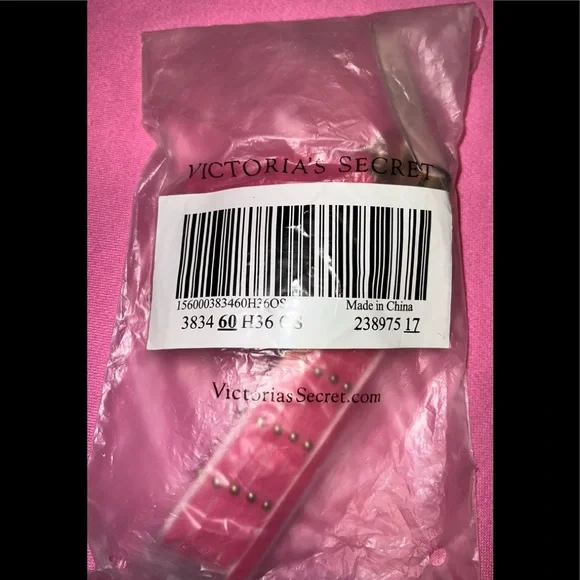 VICTORIA'S SECRET
156000383460H36OS
Made in China
3834 60 H36 OS
238975 17
VictoriasSecret.com